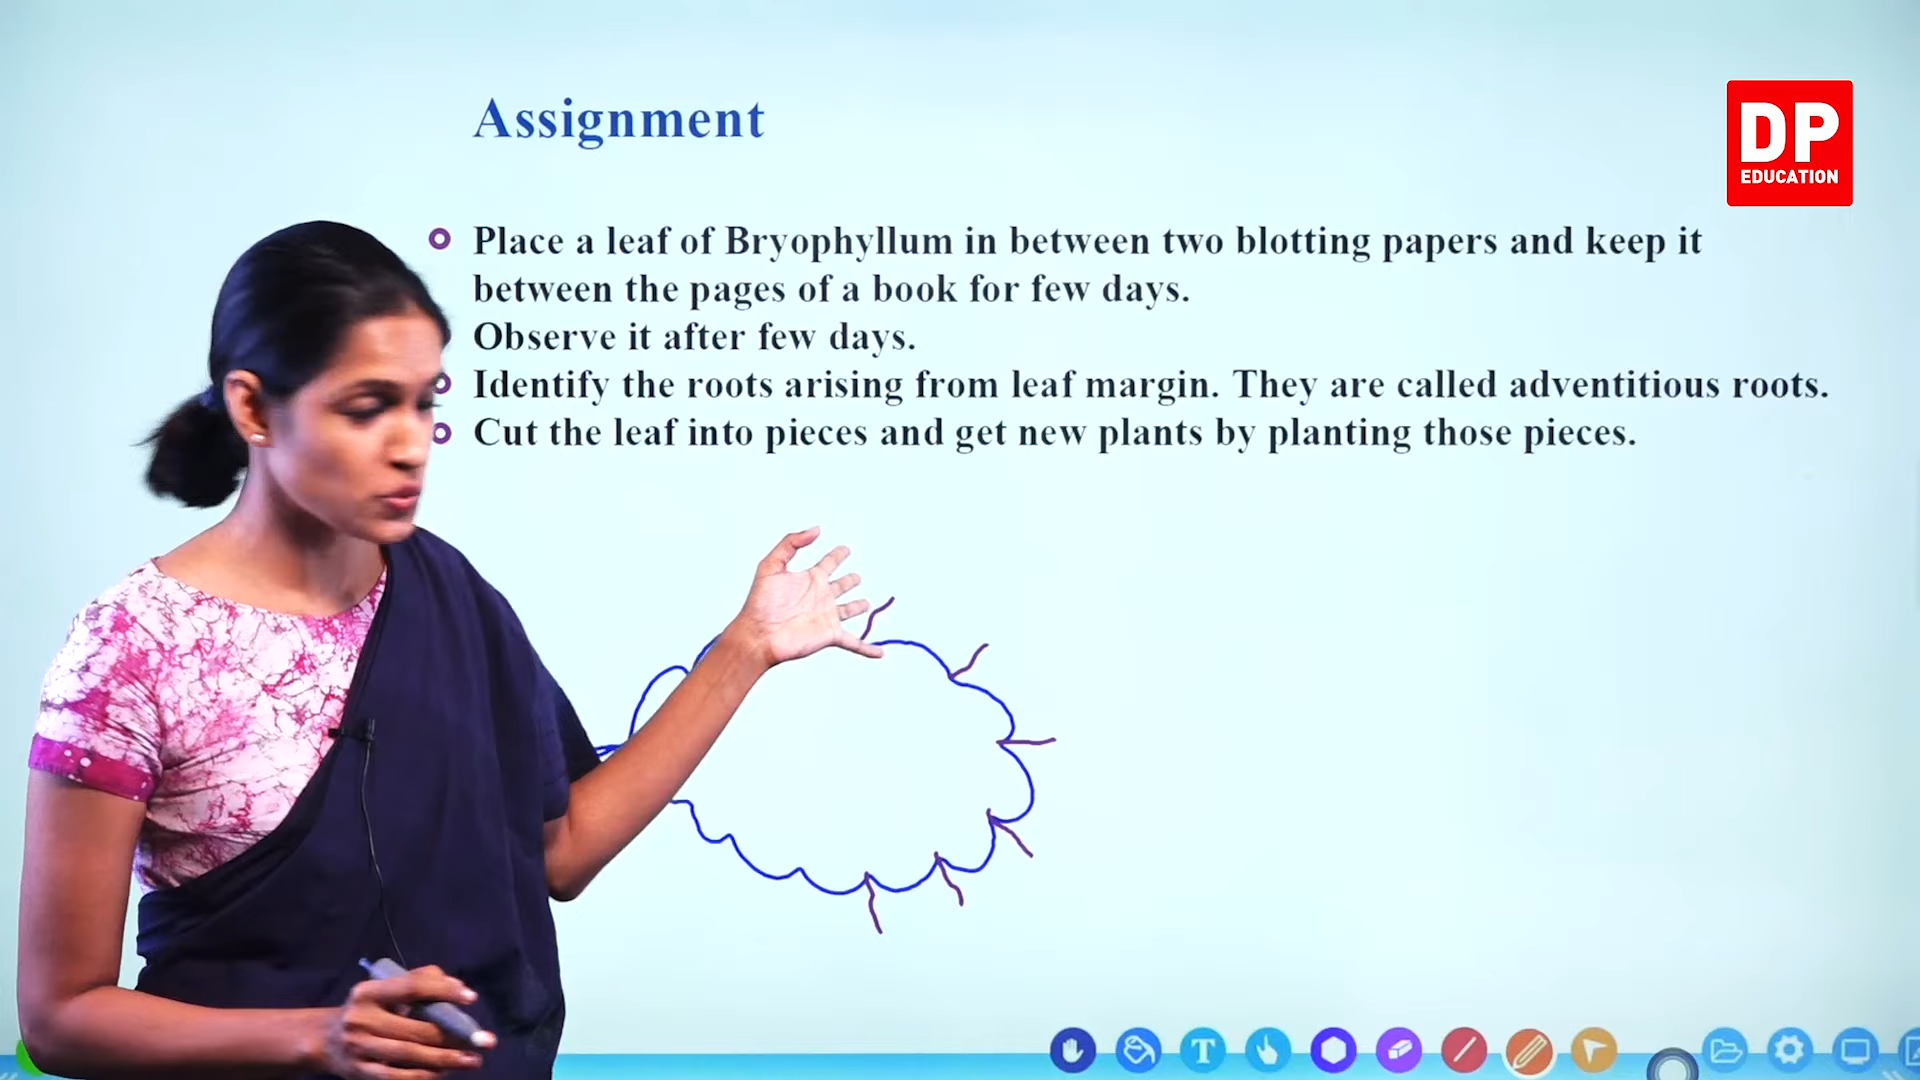 Assignment
DP
EDUCATION
Place a leaf of Bryophyllum in between two blotting papers and keep it
between the pages of a book for few days.
Observe it after few days.
Identify the roots arising from leaf margin. They are called adventitious roots.
Cut the leaf into pieces and get new plants by planting those pieces.
T